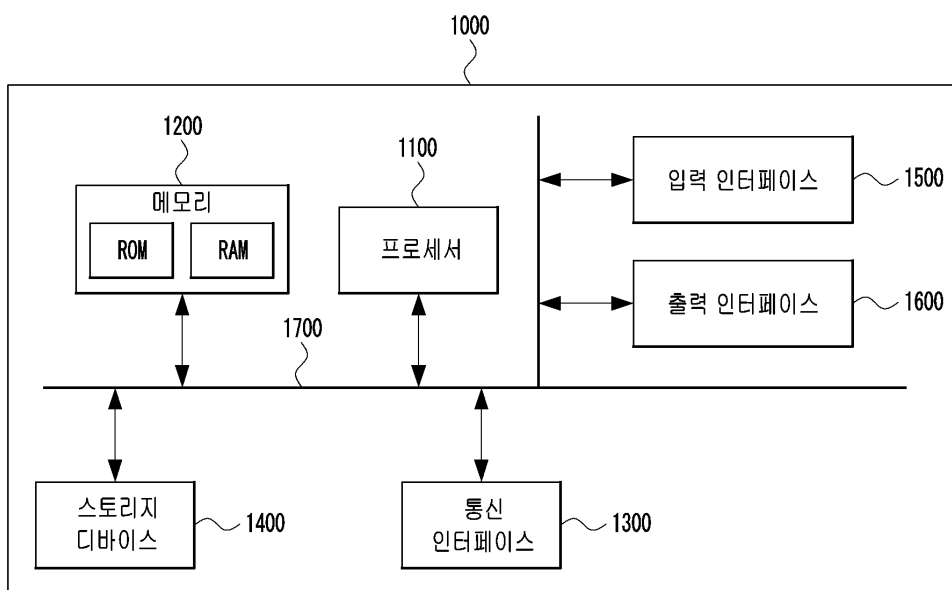 1000
1200
메모리
ROM
RAM
1100
프로세서
입력 인터페이스
1500
출력 인터페이스
1600
1700
스토리지
디바이스
1400
통신
인터페이스
1300